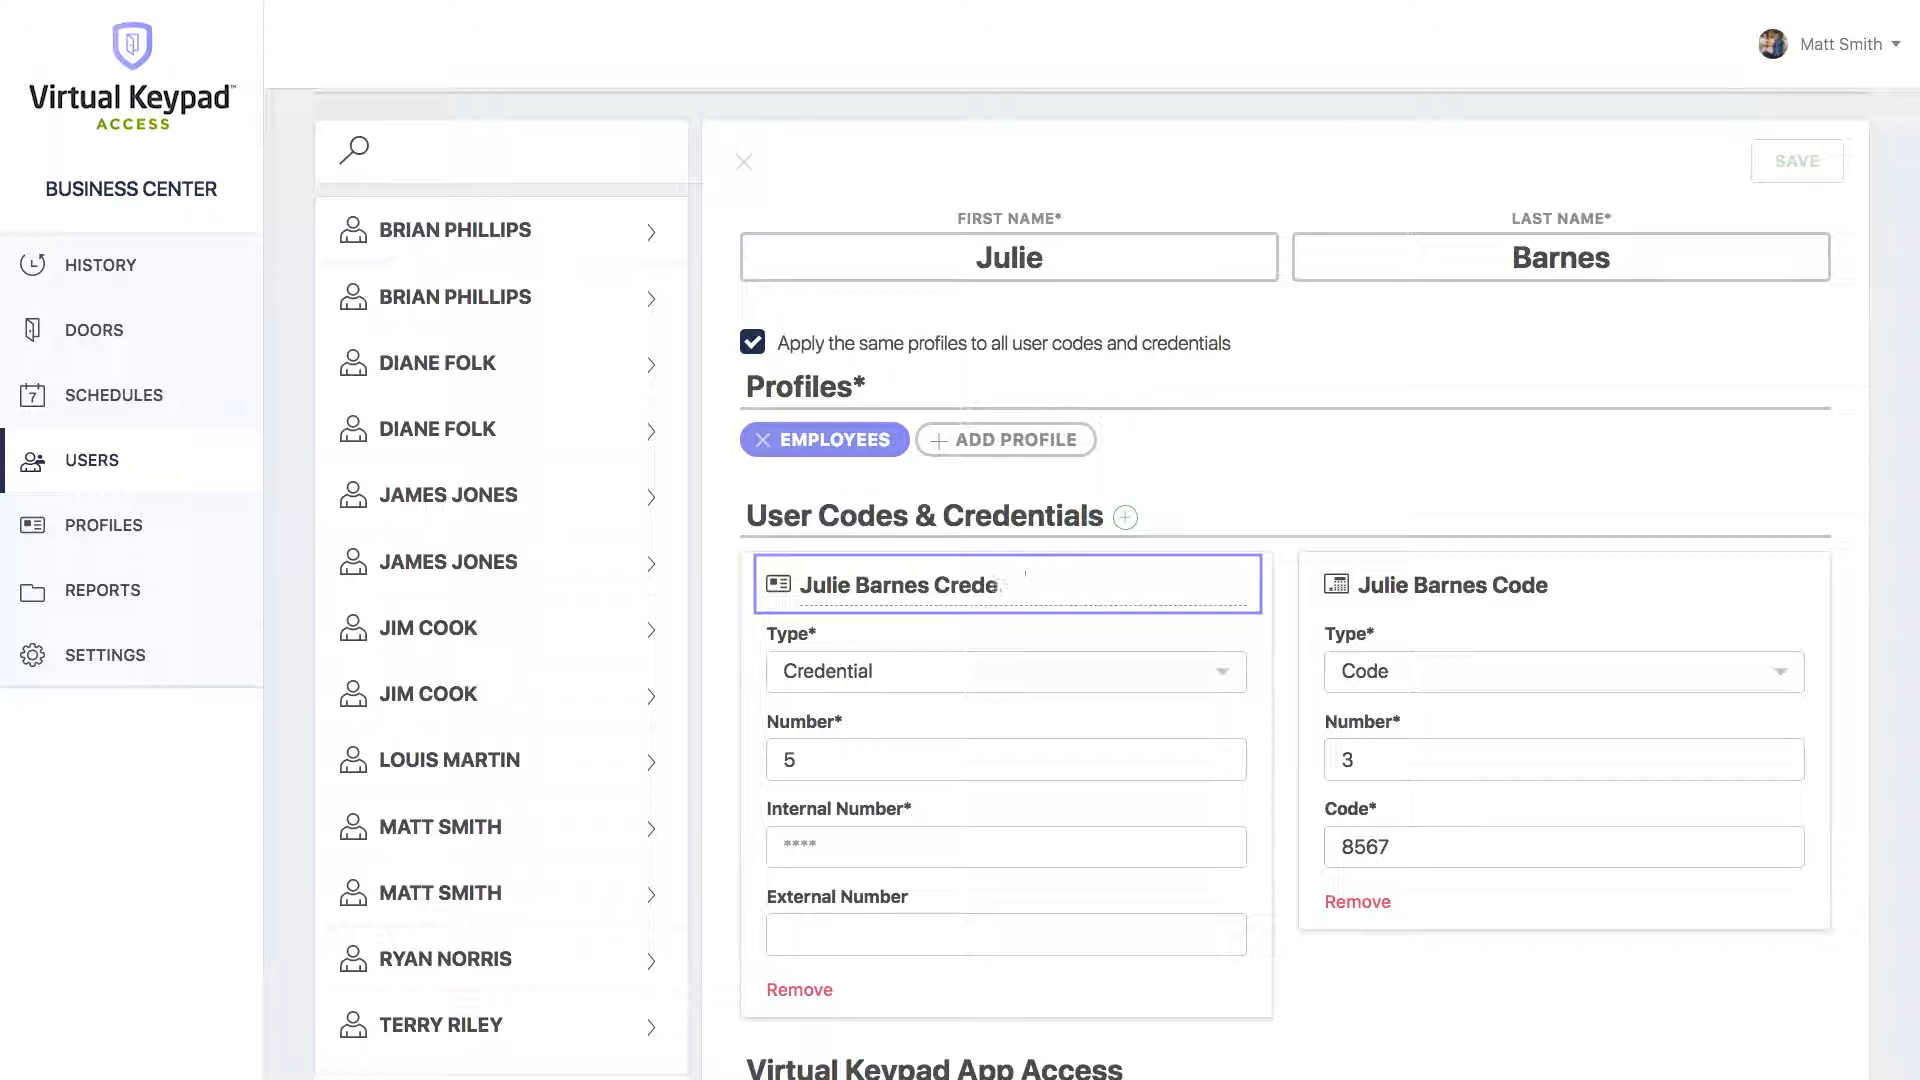 Virtual Keypad™
ACCESS
BUSINESS CENTER
HISTORY
DOORS
7 SCHEDULES
USERS
PROFILES
REPORTS
SETTINGS
Matt Smith
BRIAN PHILLIPS
BRIAN PHILLIPS
DIANE FOLK
DIANE FOLK
JAMES JONES
JAMES JONES
JIM COOK
JIM COOK
LOUIS MARTIN
MATT SMITH
MATT SMITH
RYAN NORRIS
TERRY RILEY
SAVE
FIRST NAME* LAST NAME*
Julie Barnes
Apply the same profiles to all user codes and credentials
Profiles*
EMPLOYEES ADD PROFILE
User Codes & Credentials
Julie Barnes Crede
Type*
Credential
Number*
5
Internal Number*
****
External Number
Remove
Julie Barnes Code
Type*
Code
Number*
3
Code*
8567
Remove
Virtual Keypad App Access